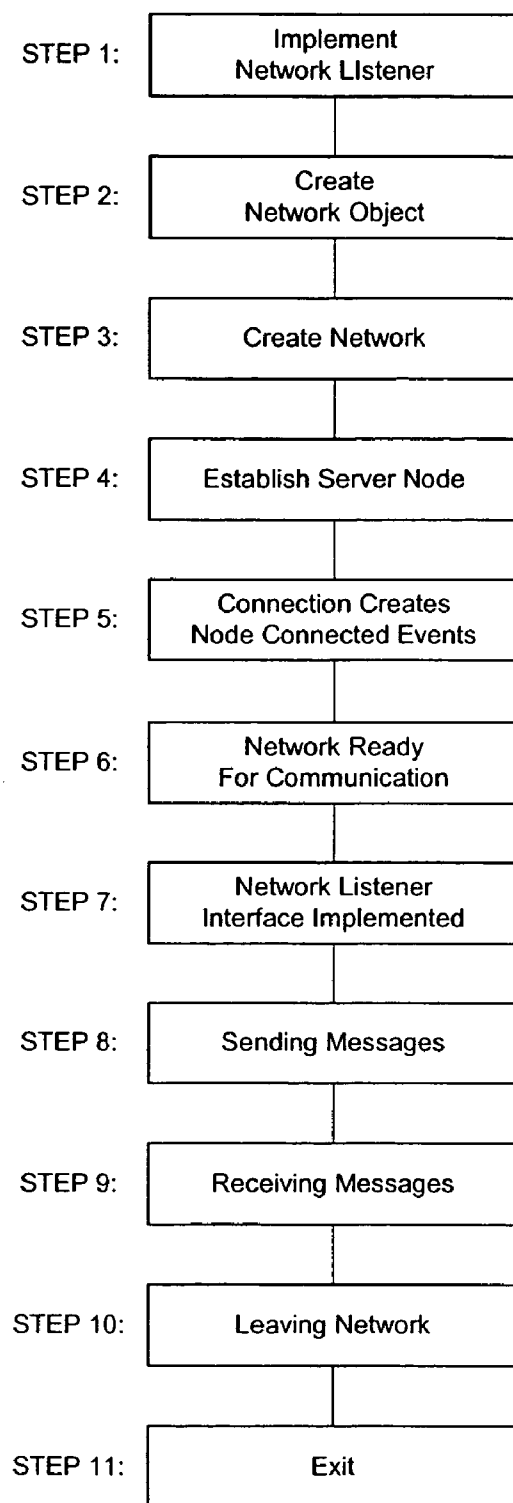 STEP 1:
Implement
Network LIstener
STEP 2:
Create
Network Object
STEP 3:
Create Network
STEP 4:
Establish Server Node
STEP 5:
Connection Creates
Node Connected Events
STEP 6:
Network Ready
For Communication
STEP 7:
Network Listener
Interface Implemented
STEP 8:
Sending Messages
STEP 9:
Receiving Messages
STEP 10:
Leaving Network
STEP 11:
Exit